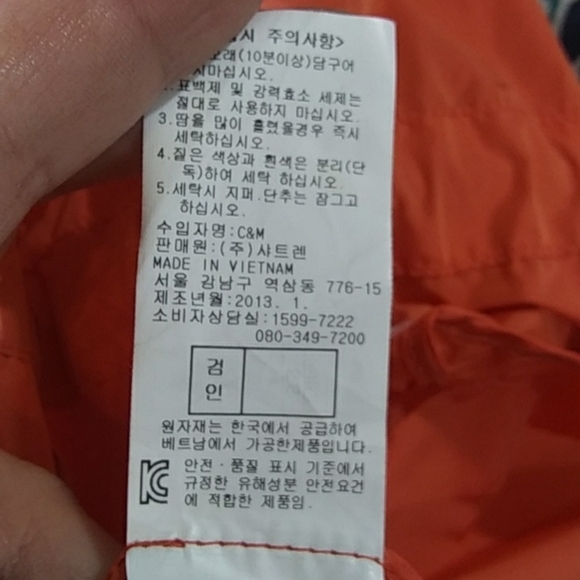 주의사항>
(10분이상)담구어
마십시오.
표백제 및 강력효소 세제는
절대로 사용하지 마십시오.
3.땀을 많이 흘렸을경우 즉시
세탁하십시오.
4.짙은 색상과 흰색은 분리(단
독)하여 세탁 하십시오.
5.세탁시 지퍼.단추는 잠그고
하십시오.
수입자명:C&M
판매원:(주)샤트렌
MADE IN VIETNAM
서울 강남구 역삼동 776-15
제조년월:2013. 1.
소비자상담실:1599-7222
080-349-7200
검
인
원자재는 한국에서 공급하여
베트남에서 가공한제품입니다.
안전·품질 표시 기준에서
규정한 유해성분 안전요건
에 적합한 제품임.